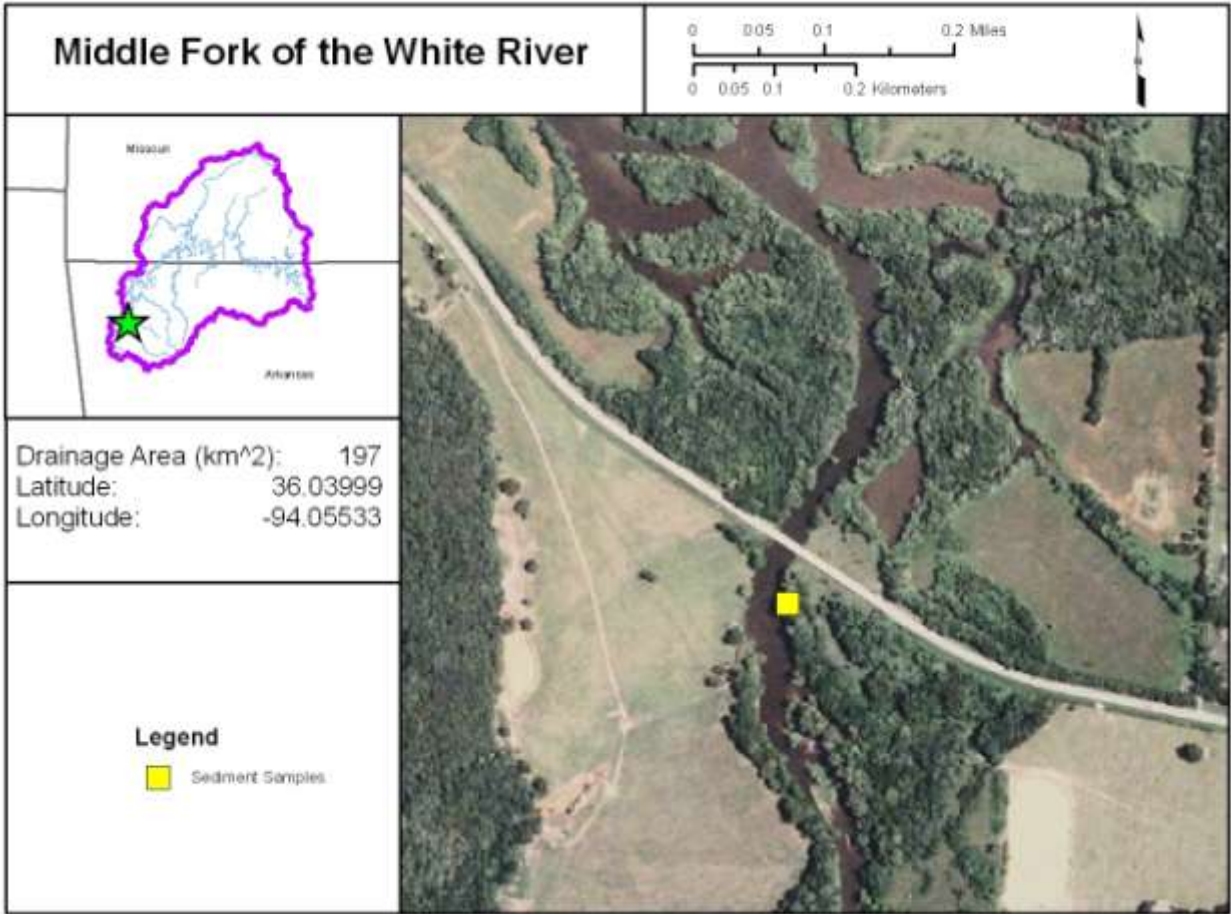 Middle Fork of the White River
0 0.05 0.1 0.2 Miles
0 0.05 0.1 0.2 Kilometers
N
Missouri
Arkansas
Drainage Area (km^2): 197
Latitude: 36.03999
Longitude: -94.05533
Legend
Sediment Samples